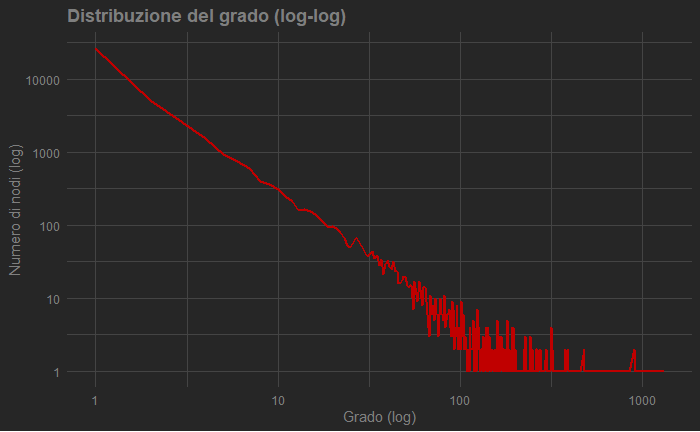 Distribuzione del grado (log-log)
Numero di nodi (log)
10000
1000
100
10
1
1 10 100 1000
Grado (log)